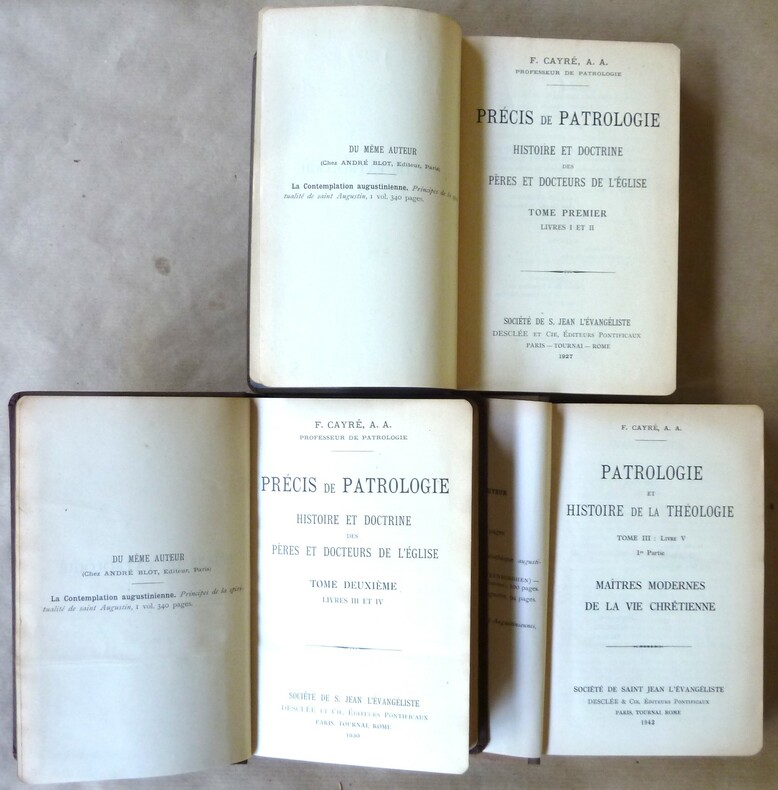 DU MÊME AUTEUR
(Chez ANDRÉ BLOT, Editeur, Paris)
La Contemplation augustinienne. Principes de la
tualité de saint Augustin, 1 vol. 340 pages.
F. CAYRÉ, A. A.
PROFESSEUR DE PATROLOGIE
PRÉCIS DE PATROLOGIE
HISTOIRE ET DOCTRINE
DES
PÈRES ET DOCTEURS DE L'ÉGLISE
TOME PREMIER
LIVRES I ET II
SOCIÉTÉ DE S. JEAN L'ÉVANGÉLISTE
DESCLÉE ET CIE, ÉDITEURS PONTIFICAUX
PARIS — TOURNAI — ROME
1927
DU MÊME AUTEUR
(Chez ANDRÉ BLOT, Editeur, Paris)
La Contemplation augustinienne. Principes de la spiri-
tualité de saint Augustin, 1 vol. 340 pages.
F. CAYRÉ, A. A.
PROFESSEUR DE PATROLOGIE
PRÉCIS DE PATROLOGIE
HISTOIRE ET DOCTRINE
DES
PÈRES ET DOCTEURS DE L'ÉGLISE
TOME DEUXIÈME
LIVRES III ET IV
SOCIÉTÉ DE S. JEAN L'ÉVANGÉLISTE
DESCLÉE ET CIE, ÉDITEURS PONTIFICAUX
PARIS, TOURNAI, ROME
F. CAYRÉ, A. A.
PATROLOGIE
ET
HISTOIRE DE LA THÉOLOGIE
TOME III : LIVRE V
1re Partie
MAÎTRES MODERNES
DE LA VIE CHRÉTIENNE
SOCIÉTÉ DE SAINT JEAN L'ÉVANGÉLISTE
DESCLÉE & CIE, ÉDITEURS PONTIFICAUX
PARIS, TOURNAI, ROME
1943